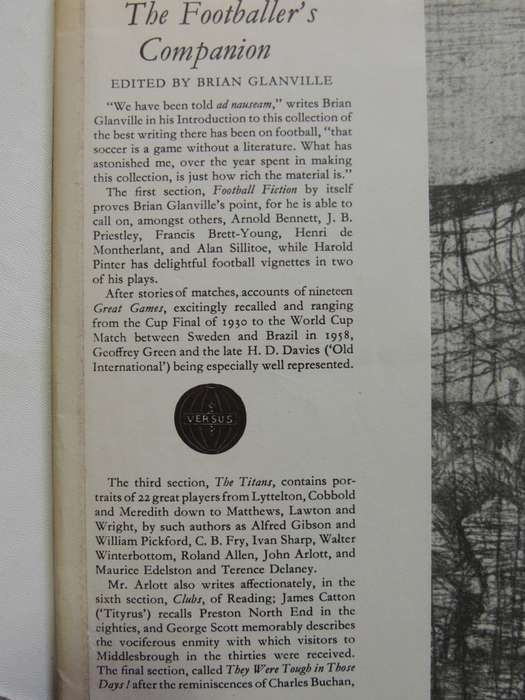 The Footballer's
Companion
EDITED BY BRIAN GLANVILLE
"We have been told ad nauseam," writes Brian
Glanville in his Introduction to this collection of
the best writing there has been on football, "that
soccer is a game without a literature. What has
astonished me, over the year spent in making
this collection, is just how rich the material is."
The first section, Football Fiction by itself
proves Brian Glanville's point, for he is able to
call on, amongst others, Arnold Bennett, J. B.
Priestley, Francis Brett-Young, Henri de
Montherlant, and Alan Sillitoe, while Harold
Pinter has delightful football vignettes in two
of his plays.
After stories of matches, accounts of nineteen
Great Games, excitingly recalled and ranging
from the Cup Final of 1930 to the World Cup
Match between Sweden and Brazil in 1958,
Geoffrey Green and the late H. D. Davies ('Old
International') being especially well represented.
VERSUS
The third section, The Titans, contains por-
traits of 22 great players from Lyttelton, Cobbold
and Meredith down to Matthews, Lawton and
Wright, by such authors as Alfred Gibson and
William Pickford, C. B. Fry, Ivan Sharp, Walter
Winterbottom, Roland Allen, John Arlott, and
Maurice Edelston and Terence Delaney.
Mr. Arlott also writes affectionately, in the
sixth section, Clubs, of Reading; James Catton
('Tityrus') recalls Preston North End in the
eighties, and George Scott memorably describes
the vociferous enmity with which visitors to
Middlesbrough in the thirties were received.
The final section, called They Were Tough in Those
Days! after the reminiscences of Charles Buchan,